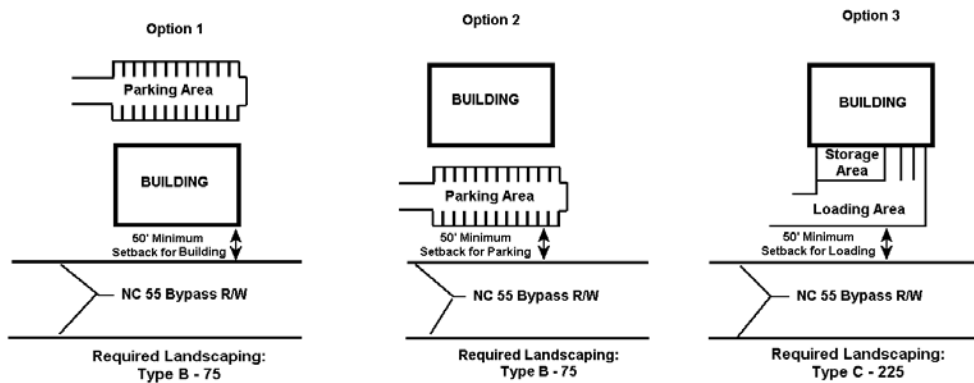 Option 1
Parking Area
BUILDING
50' Minimum
Setback for Building
NC 55 Bypass R/W
Required Landscaping:
Type B - 75
Option 2
BUILDING
Parking Area
50' Minimum
Setback for Parking
NC 55 Bypass R/W
Required Landscaping:
Type B - 75
Option 3
BUILDING
Storage
Area
Loading Area
50' Minimum
Setback for Loading
NC 55 Bypass R/W
Required Landscaping:
Type C - 225